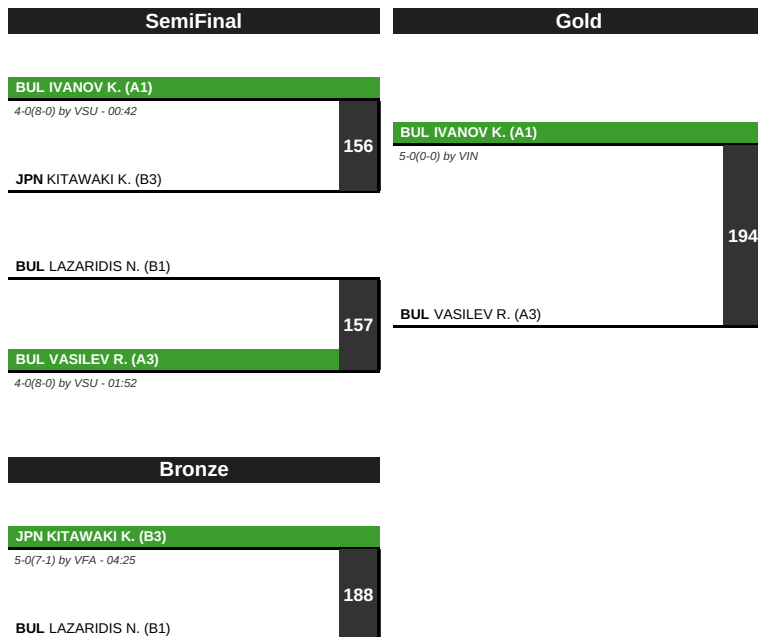 SemiFinal
BUL IVANOV K. (A1)
4-0(8-0) by VSU - 00:42
156
JPN KITAWAKI K. (B3)
BUL LAZARIDIS N. (B1)
157
BUL VASILEV R. (A3)
4-0(8-0) by VSU - 01:52
Gold
BUL IVANOV K. (A1)
5-0(0-0) by VIN
194
BUL VASILEV R. (A3)
Bronze
JPN KITAWAKI K. (B3)
5-0(7-1) by VFA - 04:25
188
BUL LAZARIDIS N. (B1)